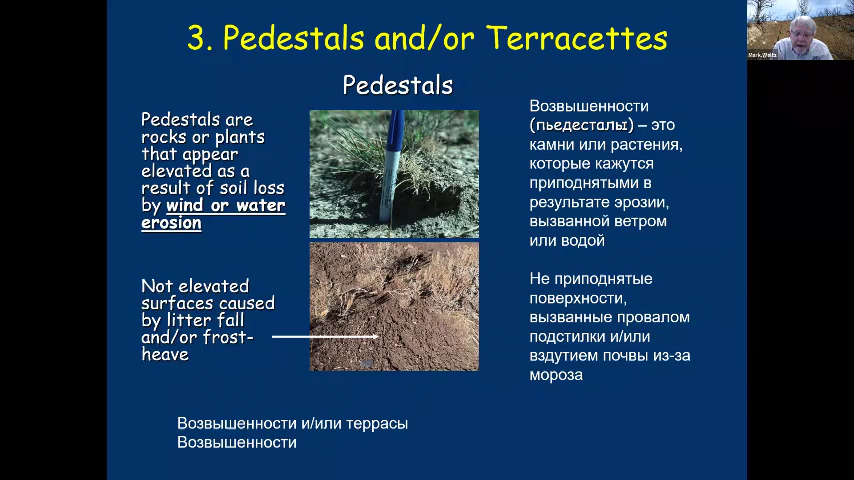 3. Pedestals and/or Terracettes
Pedestals
Pedestals are
rocks or plants
that appear
elevated as a
result of soil loss
by wind or water
erosion
Not elevated
surfaces caused
by litter fall
and/or frost-
heave
Возвышенности
(пьедесталы) – это
камни или растения,
которые кажутся
приподнятыми в
результате эрозии,
вызванной ветром
или водой
Не приподнятые
поверхности,
вызванные провалом
подстилки и/или
вздутием почвы из-за
мороза
Возвышенности и/или террасы
Возвышенности
Mark.Weltz